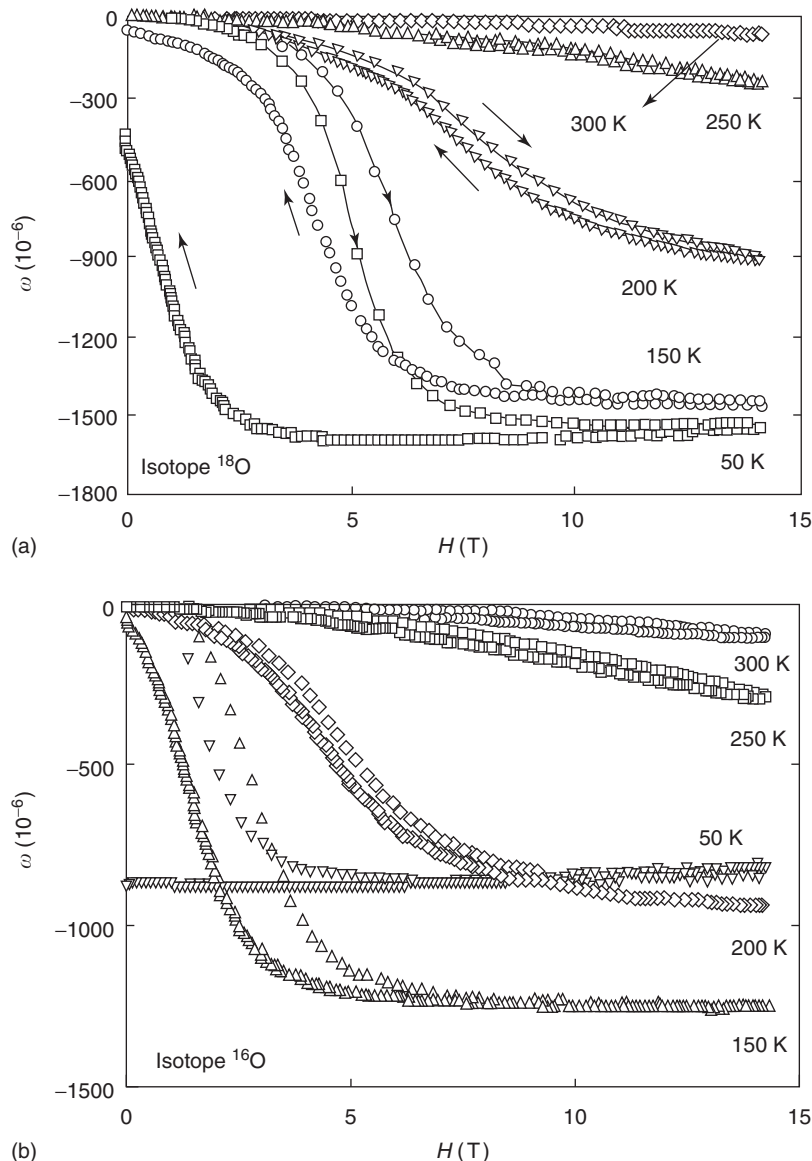 0
−300
−600
−900
−1200
−1500
−1800
ω (10⁻⁶)
300 K
250 K
200 K
150 K
50 K
Isotope ¹⁸O
0
5
10
15
(a)
H (T)
0
−500
−1000
−1500
ω (10⁻⁶)
300 K
250 K
50 K
200 K
150 K
Isotope ¹⁶O
0
5
10
15
(b)
H (T)